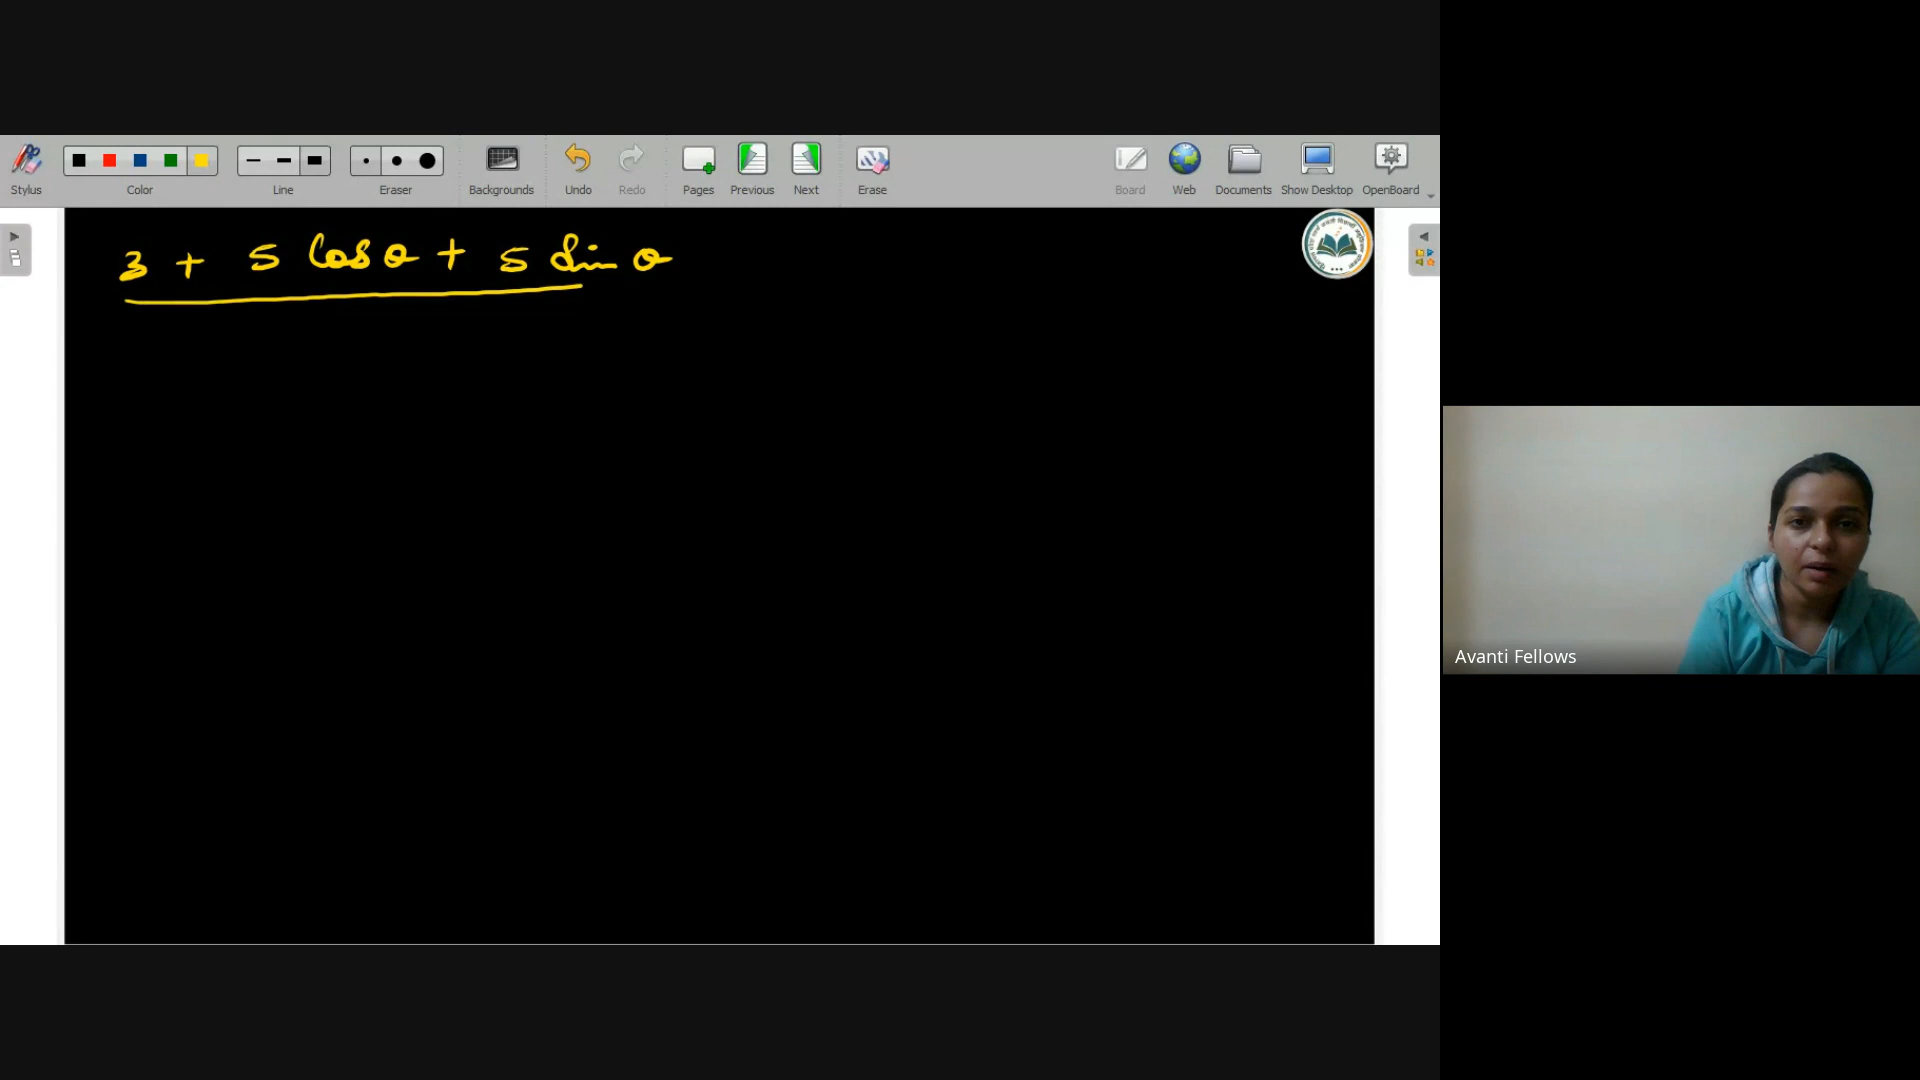 Stylus Color Line Eraser Backgrounds Undo Redo Pages Previous Next Erase Board Web Documents Show Desktop OpenBoard
3 + 5 Cos θ + 5 Sin θ
Avanti Fellows